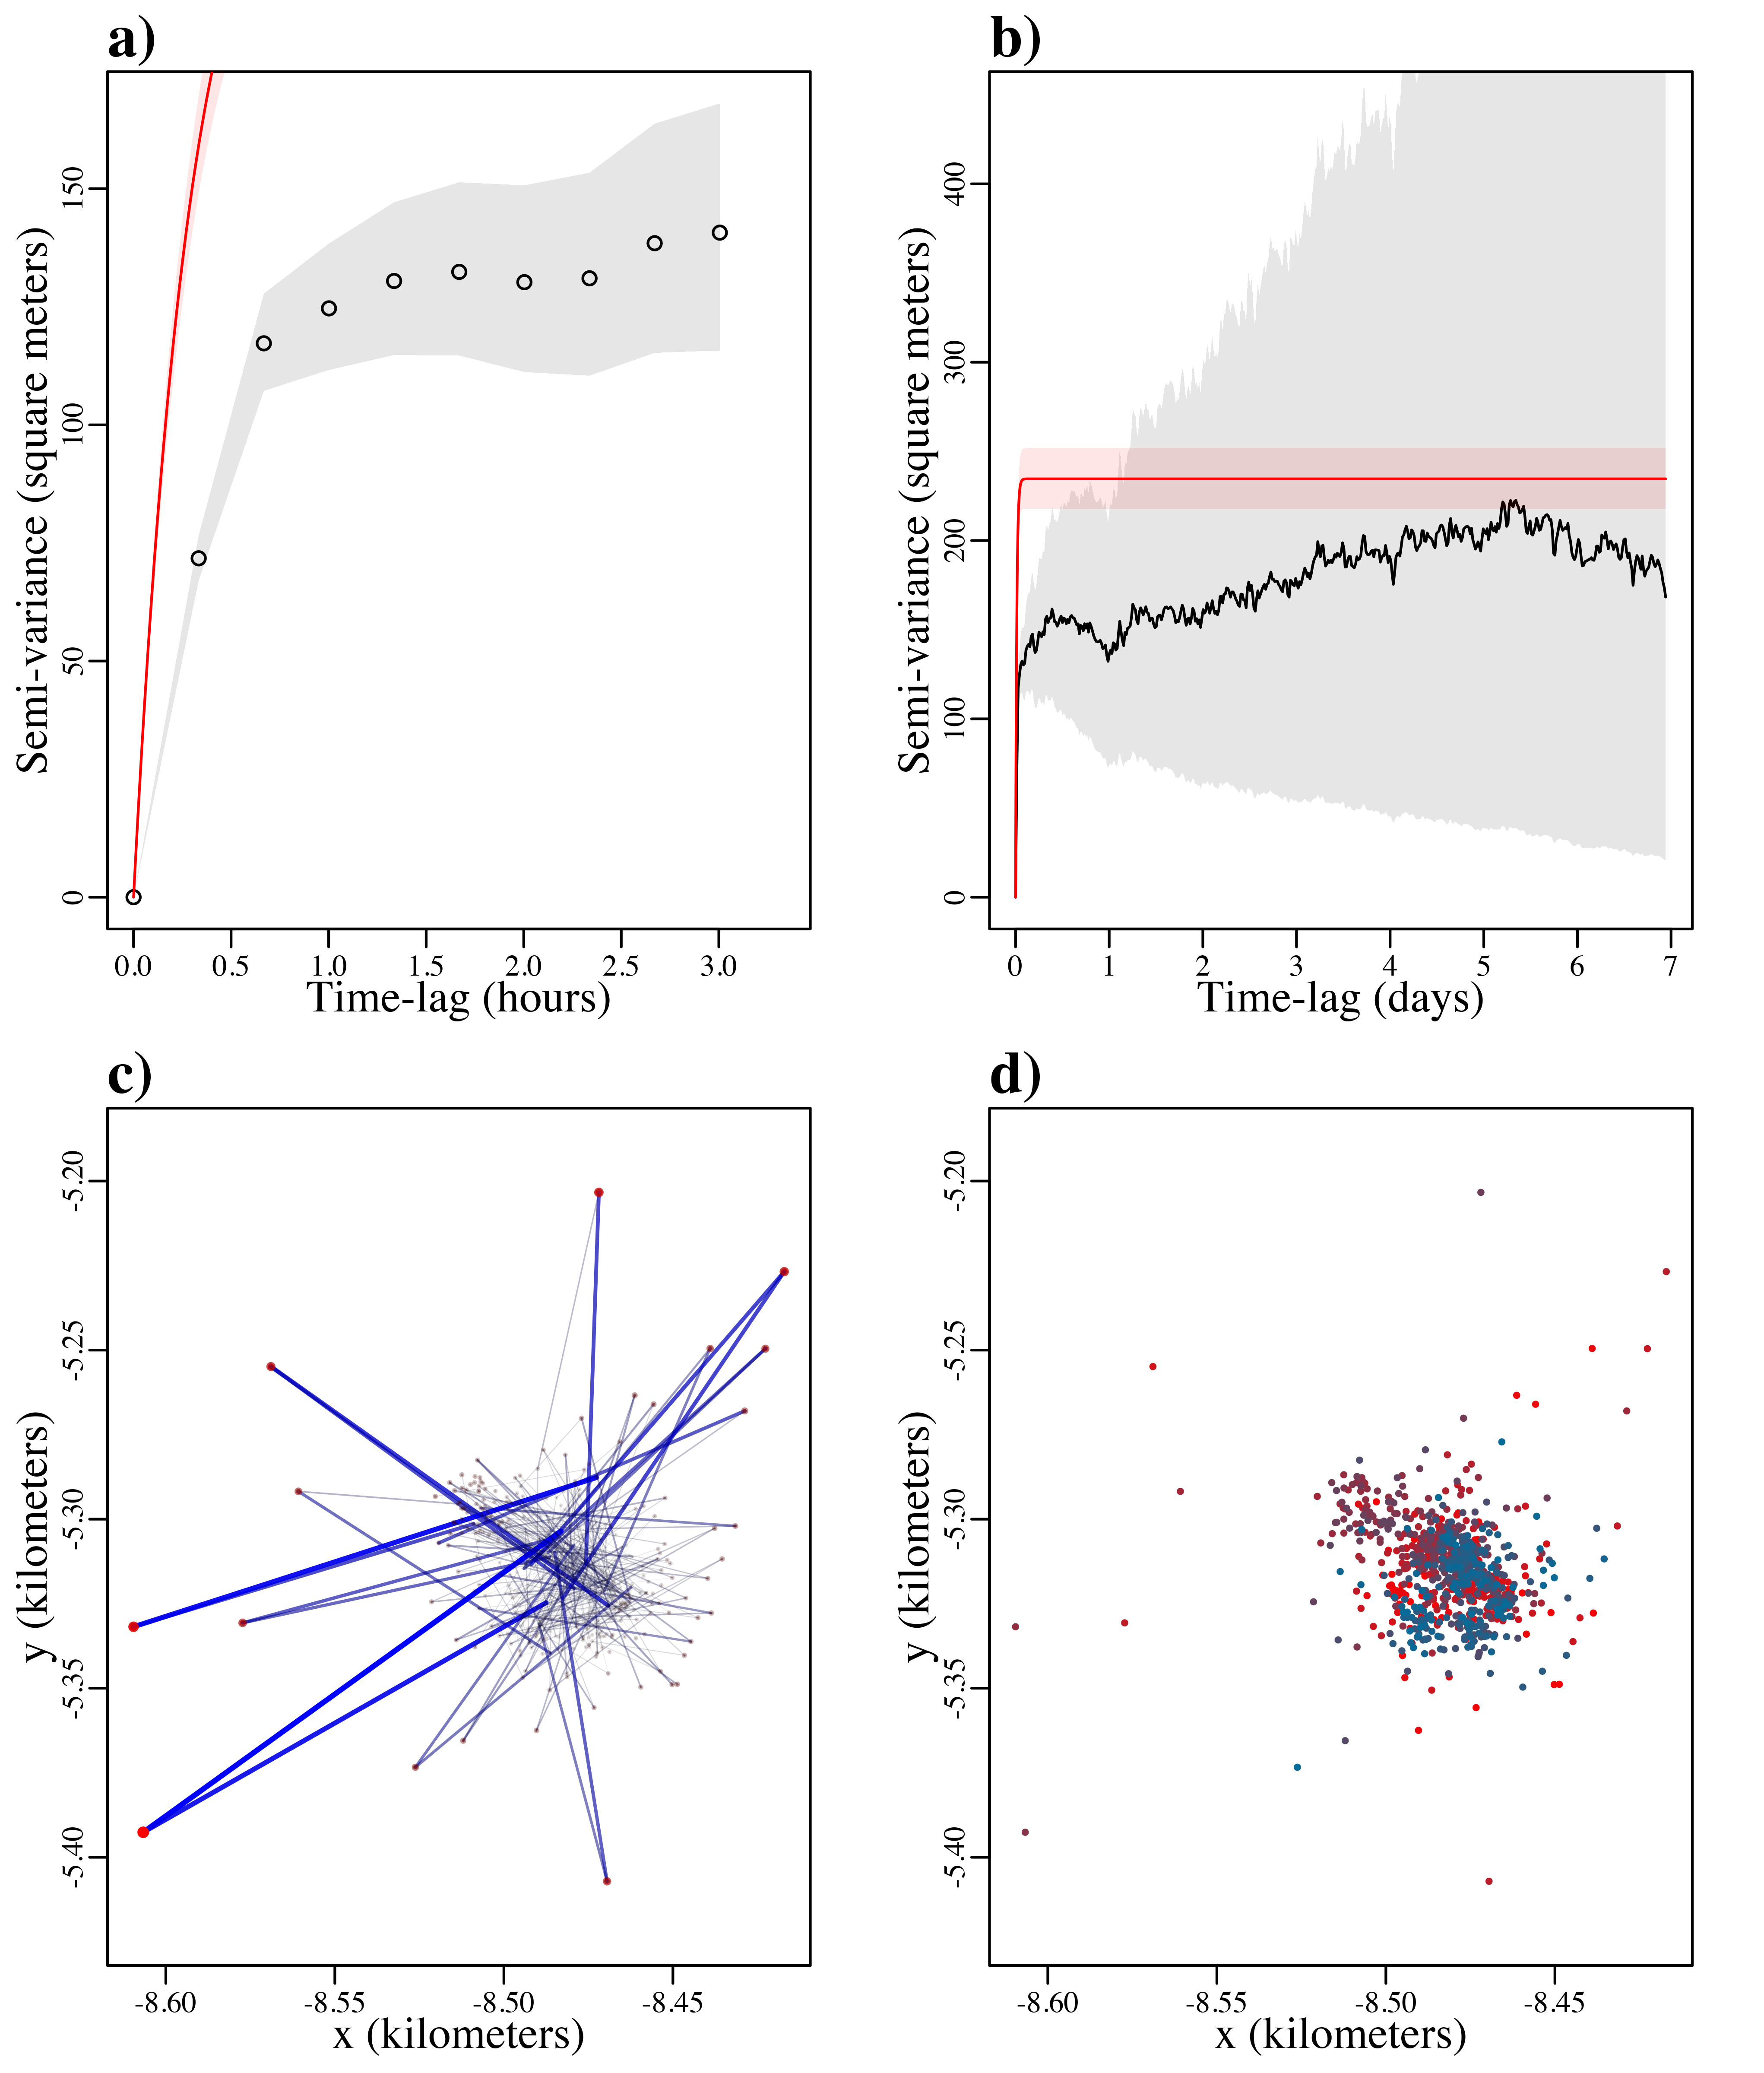 a)
Semi-variance (square meters)
0 50 100 150
0.0 0.5 1.0 1.5 2.0 2.5 3.0
Time-lag (hours)
b)
Semi-variance (square meters)
0 100 200 300 400
0 1 2 3 4 5 6 7
Time-lag (days)
c)
y (kilometers)
-5.40 -5.35 -5.30 -5.25 -5.20
-8.60 -8.55 -8.50 -8.45
x (kilometers)
d)
y (kilometers)
-5.40 -5.35 -5.30 -5.25 -5.20
-8.60 -8.55 -8.50 -8.45
x (kilometers)